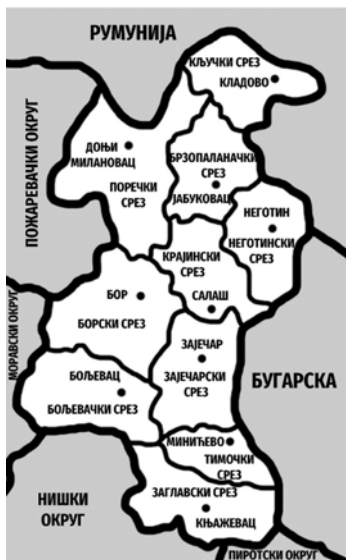 РУМУНИЈА
КЉУЧКИ СРЕЗ
КЛАДОВО
ПОЖАРЕВАЧКИ ОКРУГ
ДОЊИ
МИЛАНОВАЦ
ПОРЕЧКИ
СРЕЗ
БРЗОПАЛАНАЧКИ
СРЕЗ
ЈАБУКОВАЦ
НЕГОТИН
НЕГОТИНСКИ
СРЕЗ
КРАЈИНСКИ
СРЕЗ
САЛАШ
МОРАВСКИ ОКРУГ
БОР
БОРСКИ СРЕЗ
ЗАЈЕЧАР
ЗАЈЕЧАРСКИ
СРЕЗ
БУГАРСКА
БОЉЕВАЦ
БОЉЕВАЧКИ СРЕЗ
МИНИЋЕВО
ТИМОЧКИ
СРЕЗ
НИШКИ
ОКРУГ
ЗАГЛАВСКИ СРЕЗ
КЊАЖЕВАЦ
ПИРОТСКИ ОКРУГ